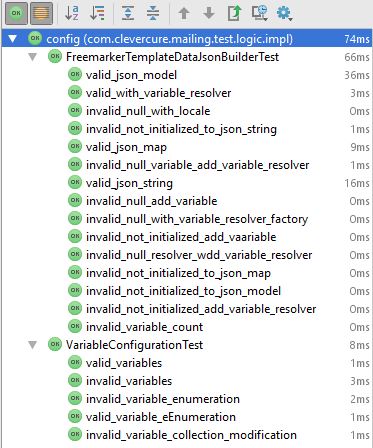 config (com.clevercure.mailing.test.logic.impl) 74ms
OK FreemarkerTemplateDataJsonBuilderTest 66ms
OK valid_json_model 36ms
OK valid_with_variable_resolver 3ms
OK invalid_null_with_locale 0ms
OK invalid_not_initialized_to_json_string 1ms
OK valid_json_map 9ms
OK invalid_null_variable_add_variable_resolver 1ms
OK valid_json_string 16ms
OK invalid_null_add_variable 0ms
OK invalid_null_with_variable_resolver_factory 0ms
OK invalid_not_initialized_add_vaariable 0ms
OK invalid_null_resolver_wdd_variable_resolver 0ms
OK invalid_not_initialized_to_json_map 0ms
OK invalid_not_initialized_to_json_model 0ms
OK invalid_not_initialized_add_variable_resolver 0ms
OK invalid_variable_count 0ms
OK VariableConfigurationTest 8ms
OK valid_variables 1ms
OK invalid_variables 3ms
OK invalid_variable_enumeration 2ms
OK valid_variable_eEnumeration 1ms
OK invalid_variable_collection_modification 1ms